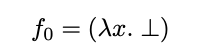 f₀ = (λx. ⊥)